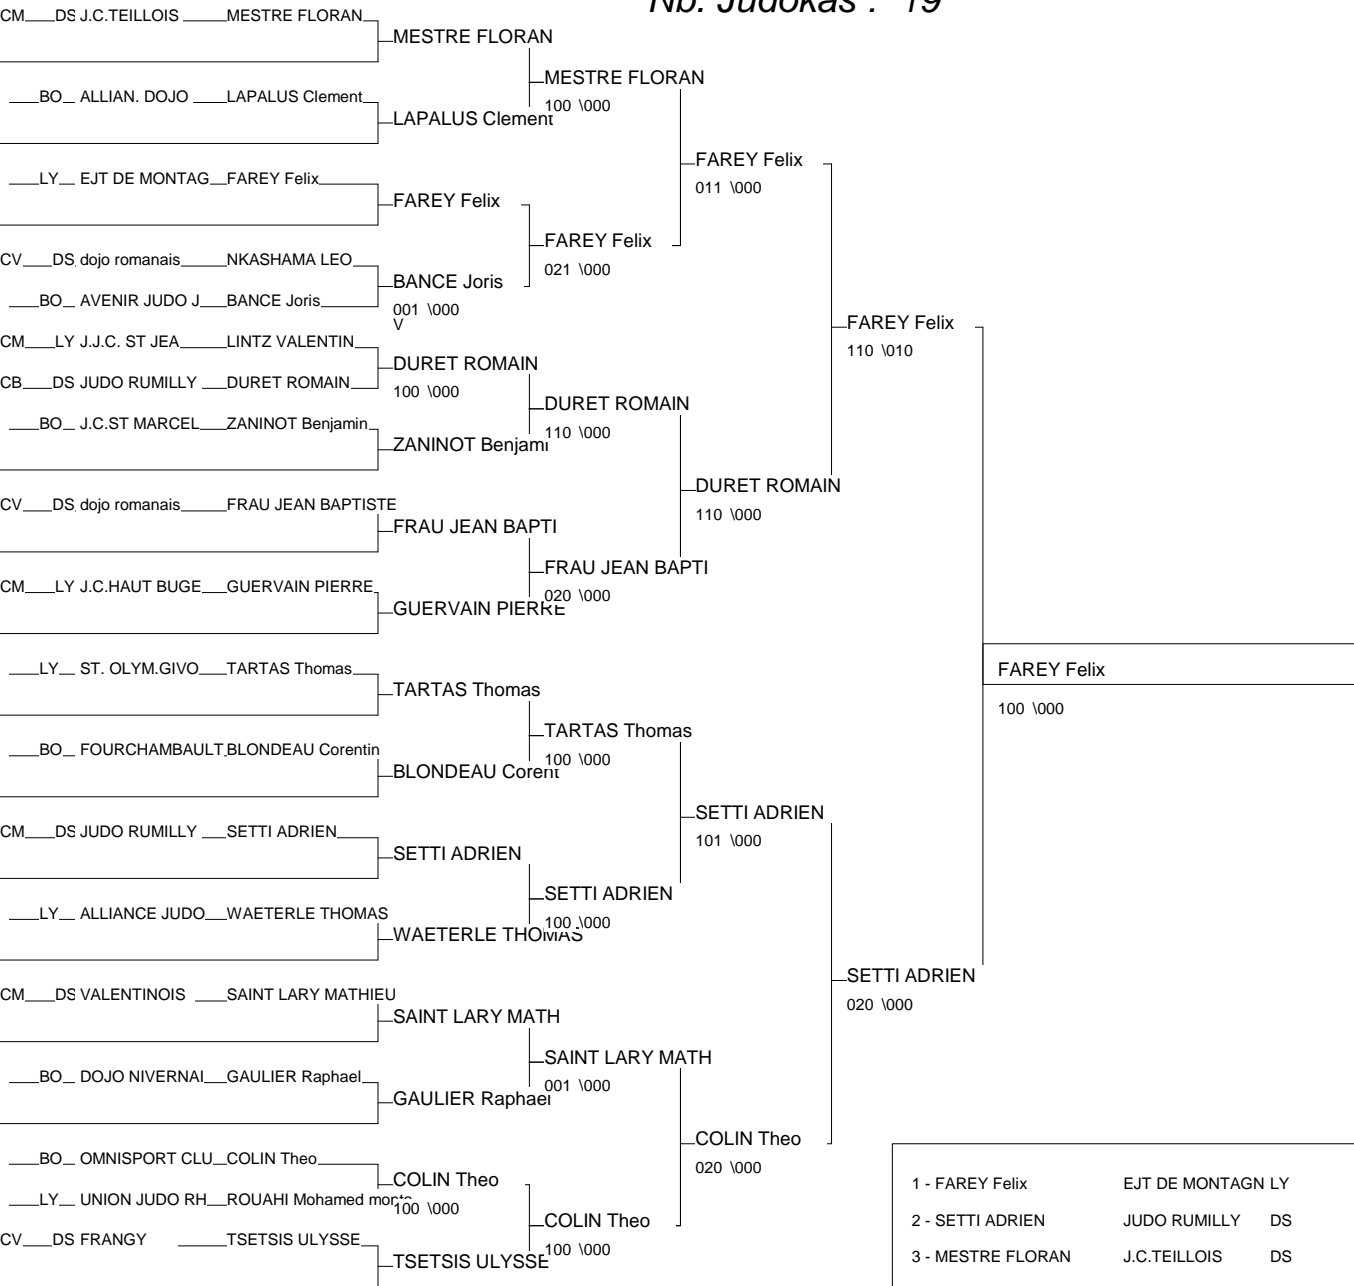 Nb. Judokas : 19
CM DS J.C.TEILLOIS MESTRE FLORAN
MESTRE FLORAN
MESTRE FLORAN
100 \000
BO ALLIAN. DOJO LAPALUS Clement
LAPALUS Clement
FAREY Felix
011 \000
LY EJT DE MONTAG FAREY Felix
FAREY Felix
FAREY Felix
021 \000
CV DS dojo romanais NKASHAMA LEO
BANCE Joris
001 \000
V
BO AVENIR JUDO J BANCE Joris
FAREY Felix
110 \010
CM LY J.J.C. ST JEA LINTZ VALENTIN
DURET ROMAIN
100 \000
CB DS JUDO RUMILLY DURET ROMAIN
DURET ROMAIN
110 \000
BO J.C.ST MARCEL ZANINOT Benjamin
ZANINOT Benjami
DURET ROMAIN
110 \000
CV DS dojo romanais FRAU JEAN BAPTISTE
FRAU JEAN BAPTI
FRAU JEAN BAPTI
020 \000
CM LY J.C.HAUT BUGE GUERVAIN PIERRE
GUERVAIN PIERRE
LY ST. OLYM.GIVO TARTAS Thomas
FAREY Felix
100 \000
TARTAS Thomas
TARTAS Thomas
100 \000
BO FOURCHAMBAULT BLONDEAU Corentin
BLONDEAU Corent
SETTI ADRIEN
101 \000
CM DS JUDO RUMILLY SETTI ADRIEN
SETTI ADRIEN
SETTI ADRIEN
100 \000
LY ALLIANCE JUDO WAETERLE THOMAS
WAETERLE THOMAS
SETTI ADRIEN
020 \000
CM DS VALENTINOIS SAINT LARY MATHIEU
SAINT LARY MATH
SAINT LARY MATH
001 \000
BO DOJO NIVERNAI GAULIER Raphael
GAULIER Raphael
COLIN Theo
020 \000
BO OMNISPORT CLU COLIN Theo
COLIN Theo
100 \000
LY UNION JUDO RH ROUAHI Mohamed
COLIN Theo
100 \000
CV DS FRANGY TSETSIS ULYSSE
TSETSIS ULYSSE
1 - FAREY Felix EJT DE MONTAGN LY
2 - SETTI ADRIEN JUDO RUMILLY DS
3 - MESTRE FLORAN J.C.TEILLOIS DS